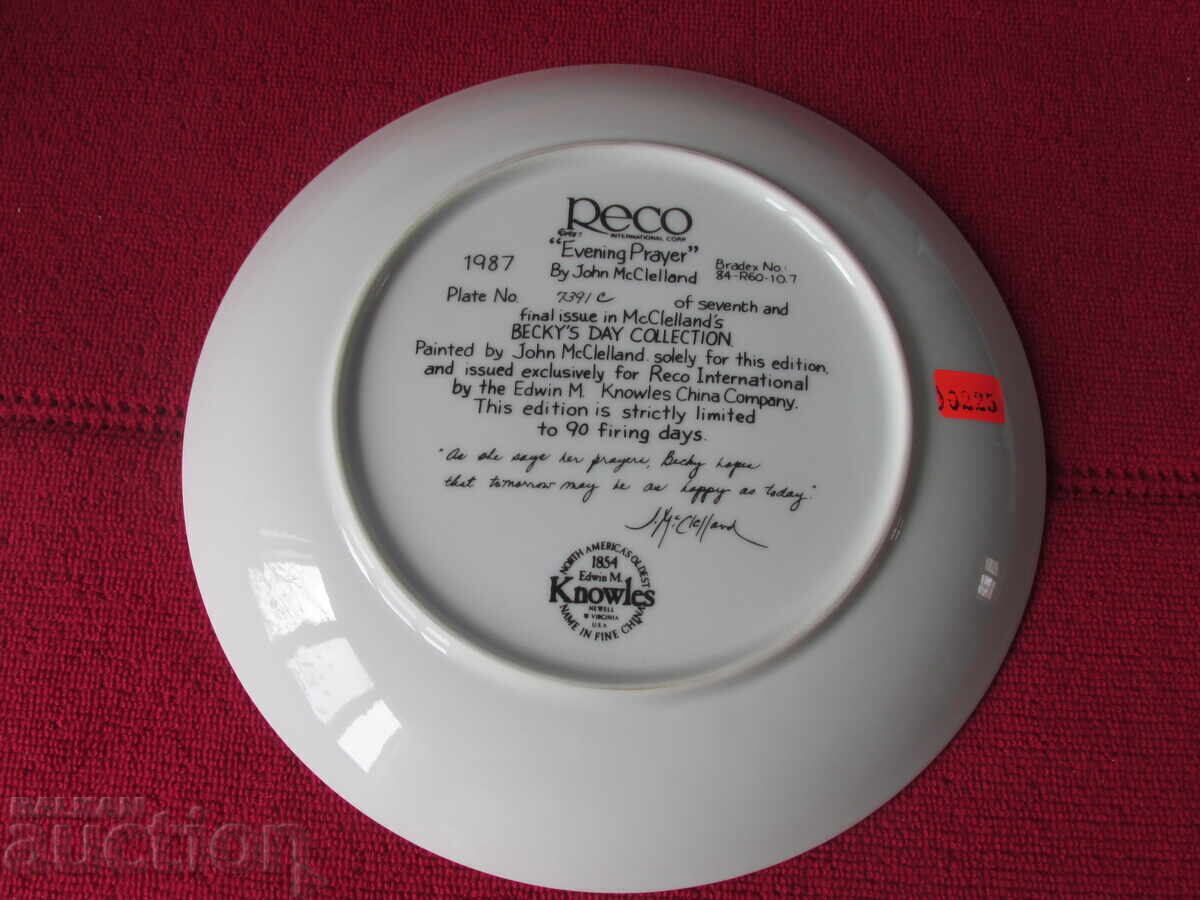 Reco
INTERNATIONAL CORP.
"Evening Prayer"
1987
By John McClelland
Bradex No.:
84-R60-10.7
Plate No. 7391C of seventh and
final issue in McClelland's
BECKY'S DAY COLLECTION.
Painted by John McClelland solely for this edition,
and issued exclusively for Reco International
by the Edwin M. Knowles China Company.
This edition is strictly limited
to 90 firing days.
"As she says her prayers, Becky hopes
that tomorrow may be as happy as today."
J. McClelland
NORTH AMERICA'S OLDEST
1854
Edwin M.
Knowles
NEWELL
W VIRGINIA
U.S.A
NAME IN FINE CHINA
00225
BALKAN
auction